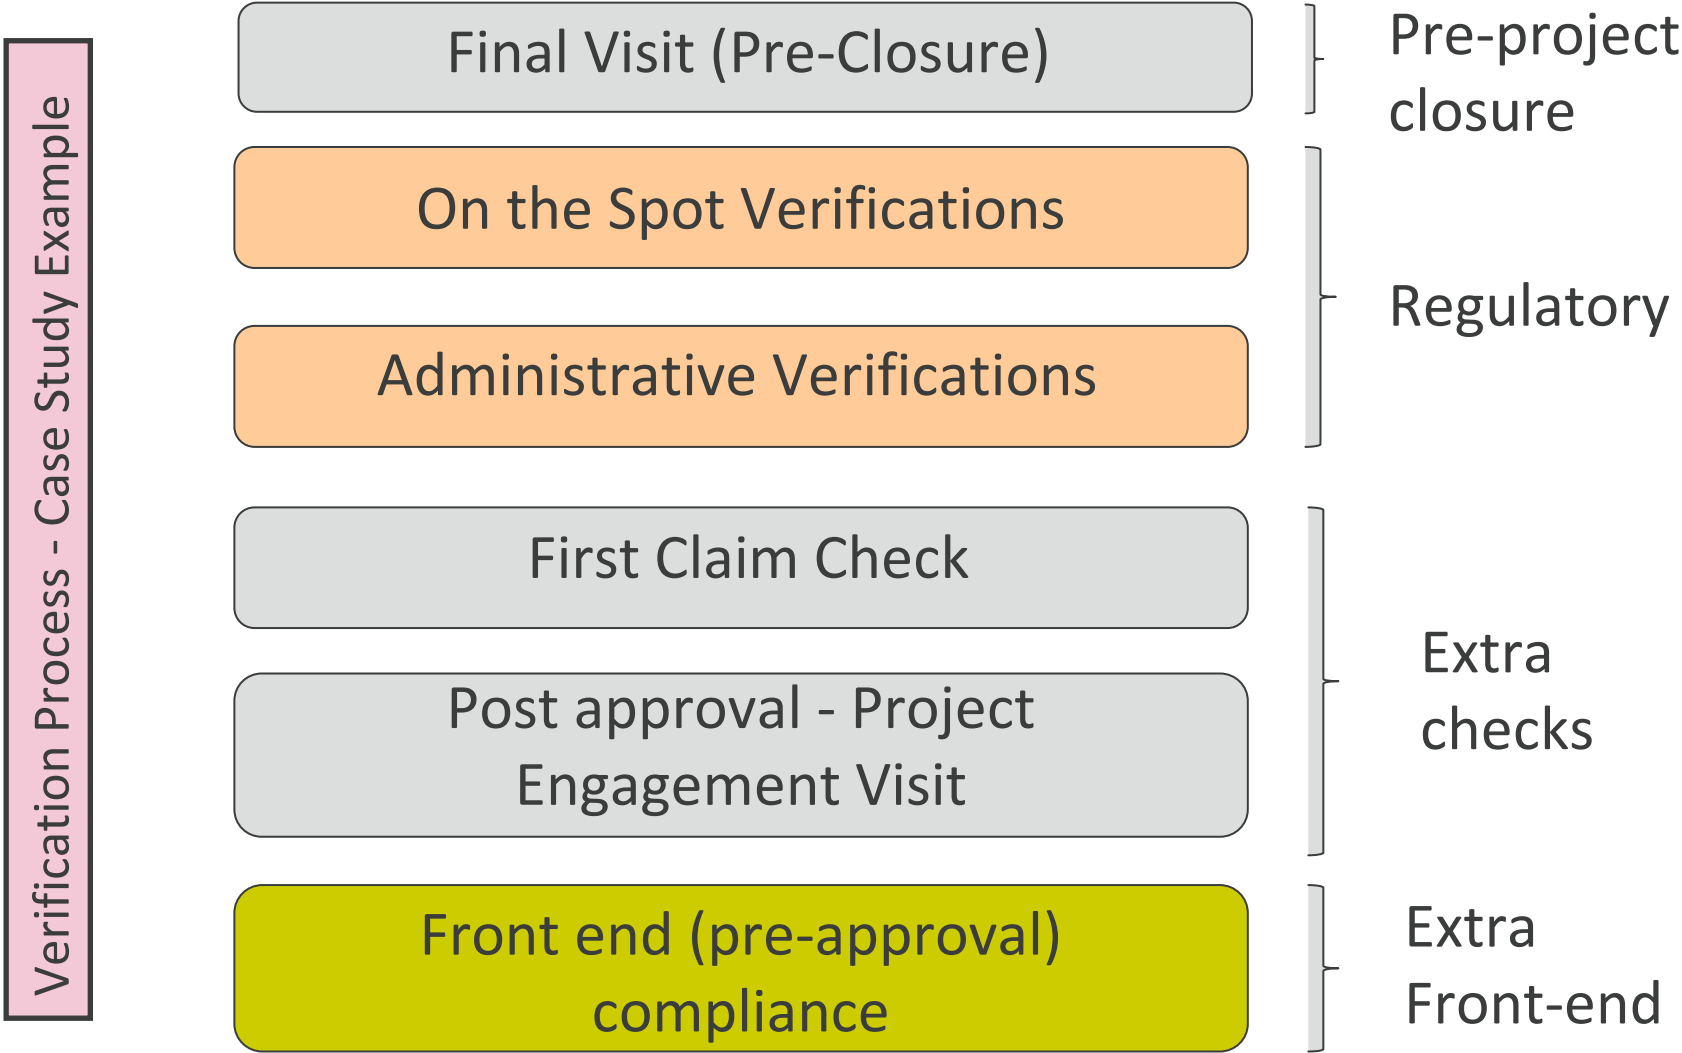 Verification Process - Case Study Example
Final Visit (Pre-Closure)
Pre-project
closure
On the Spot Verifications
Administrative Verifications
Regulatory
First Claim Check
Post approval - Project
Engagement Visit
Extra
checks
Front end (pre-approval)
compliance
Extra
Front-end